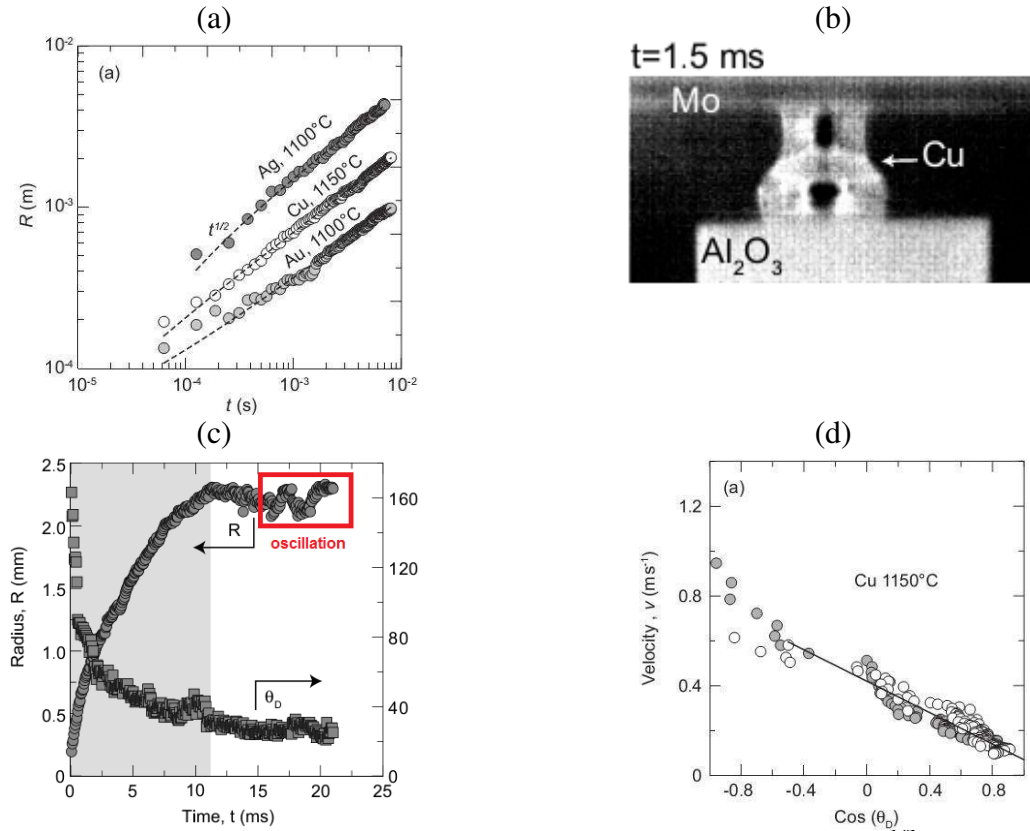 (a)
(a)
10-2
10-3
10-4
R (m)
Ag, 1100°C
Cu, 1150°C
Au, 1100°C
t1/2
10-5
10-4
10-3
10-2
t (s)
(b)
t=1.5 ms
Mo
Cu
Al2O3
(c)
2.5
2.0
1.5
1.0
0.5
0
Radius, R (mm)
R
oscillation
θD
160
120
80
40
0
0
5
10
15
20
25
Time, t (ms)
(d)
(a)
1.2
0.8
0.4
0
Velocity, v (m s-1)
Cu 1150°C
-0.8
-0.4
0
0.4
0.8
Cos (θD)